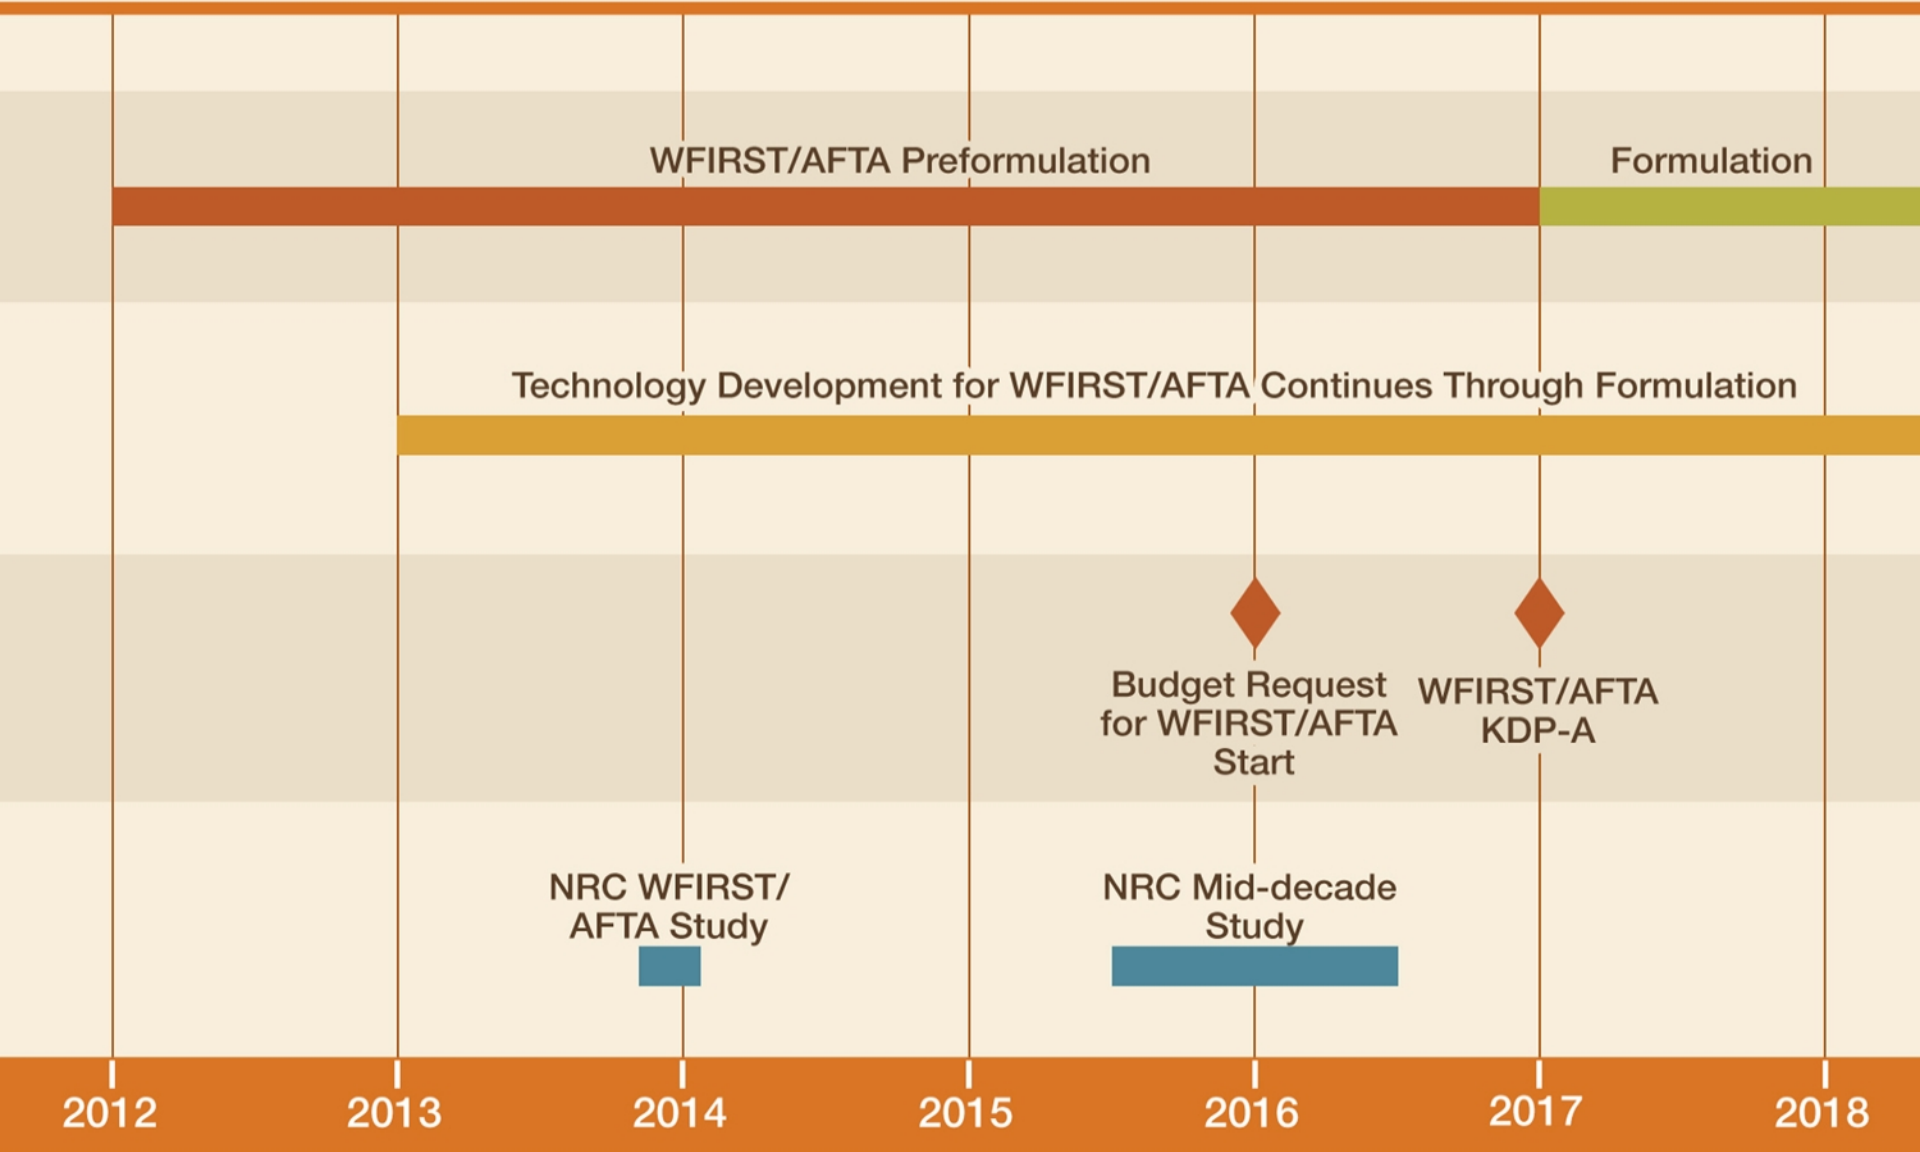 WFIRST/AFTA Preformulation
Formulation
Technology Development for WFIRST/AFTA Continues Through Formulation
Budget Request
for WFIRST/AFTA
Start
WFIRST/AFTA
KDP-A
NRC WFIRST/
AFTA Study
NRC Mid-decade
Study
2012 2013 2014 2015 2016 2017 2018